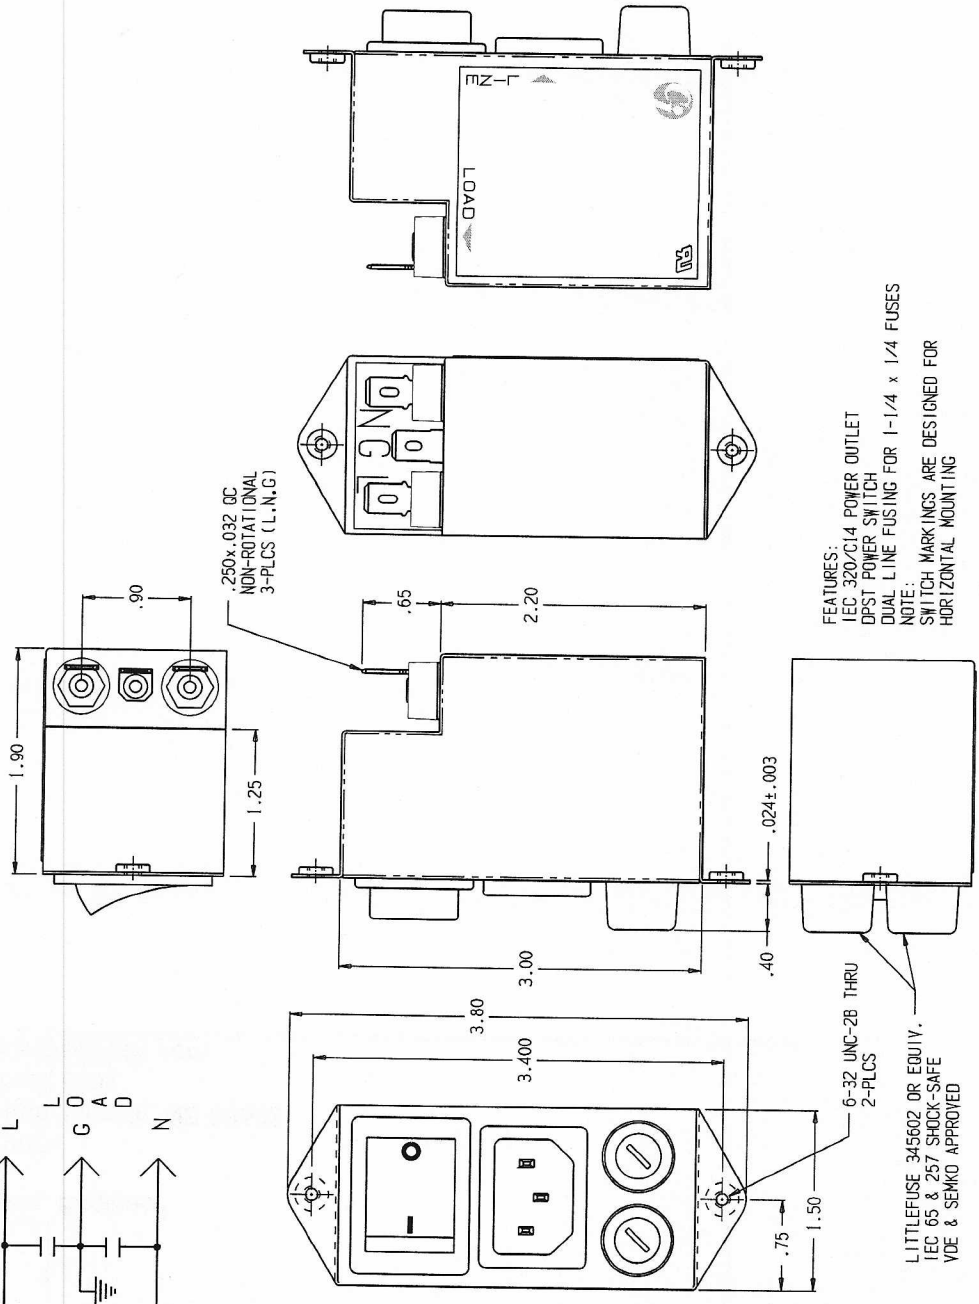 LINE
LOAD
.250x.032 QC
NON-ROTATIONAL
3-PLCS (L.N.G)
N
G
L
.90
1.90
1.25
.65
2.20
FEATURES:
IEC 320/C14 POWER OUTLET
DPST POWER SWITCH
DUAL LINE FUSING FOR 1-1/4 x 1/4 FUSES
NOTE:
SWITCH MARKINGS ARE DESIGNED FOR
HORIZONTAL MOUNTING
3.00
.024±.003
.40
L
G
N
LOAD
3.80
3.400
6-32 UNC-2B THRU
2-PLCS
.75
1.50
LITTLEFUSE 345602 OR EQUIV.
IEC 65 & 257 SHOCK-SAFE
VDE & SEMKO APPROVED